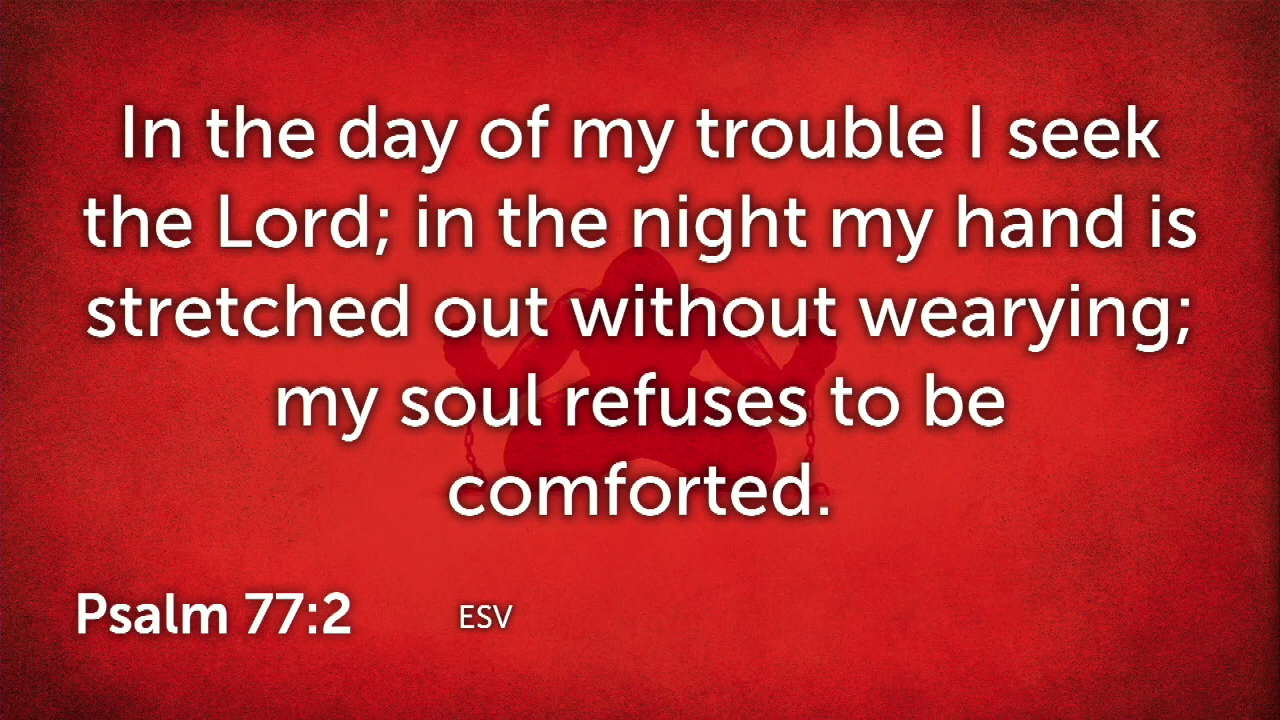 In the day of my trouble I seek
the Lord; in the night my hand is
stretched out without wearying;
my soul refuses to be
comforted.
Psalm 77:2 ESV